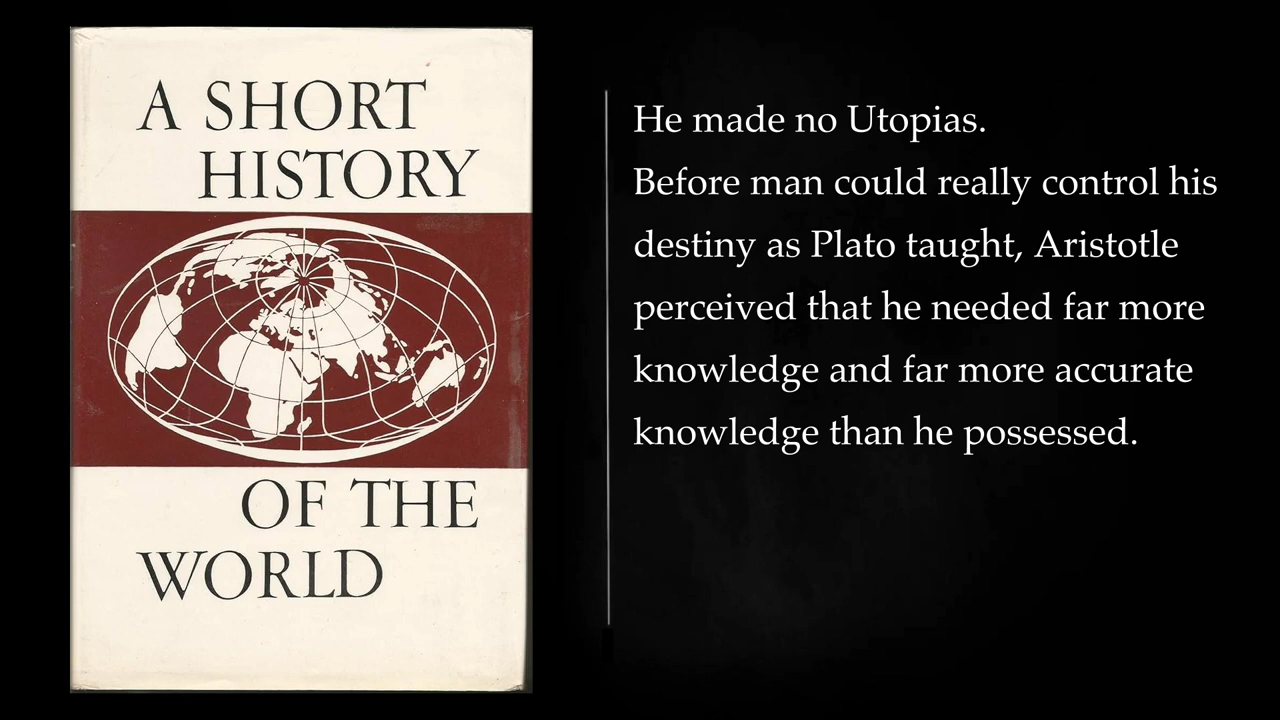 A SHORT
HISTORY
OF THE
WORLD
He made no Utopias.
Before man could really control his
destiny as Plato taught, Aristotle
perceived that he needed far more
knowledge and far more accurate
knowledge than he possessed.